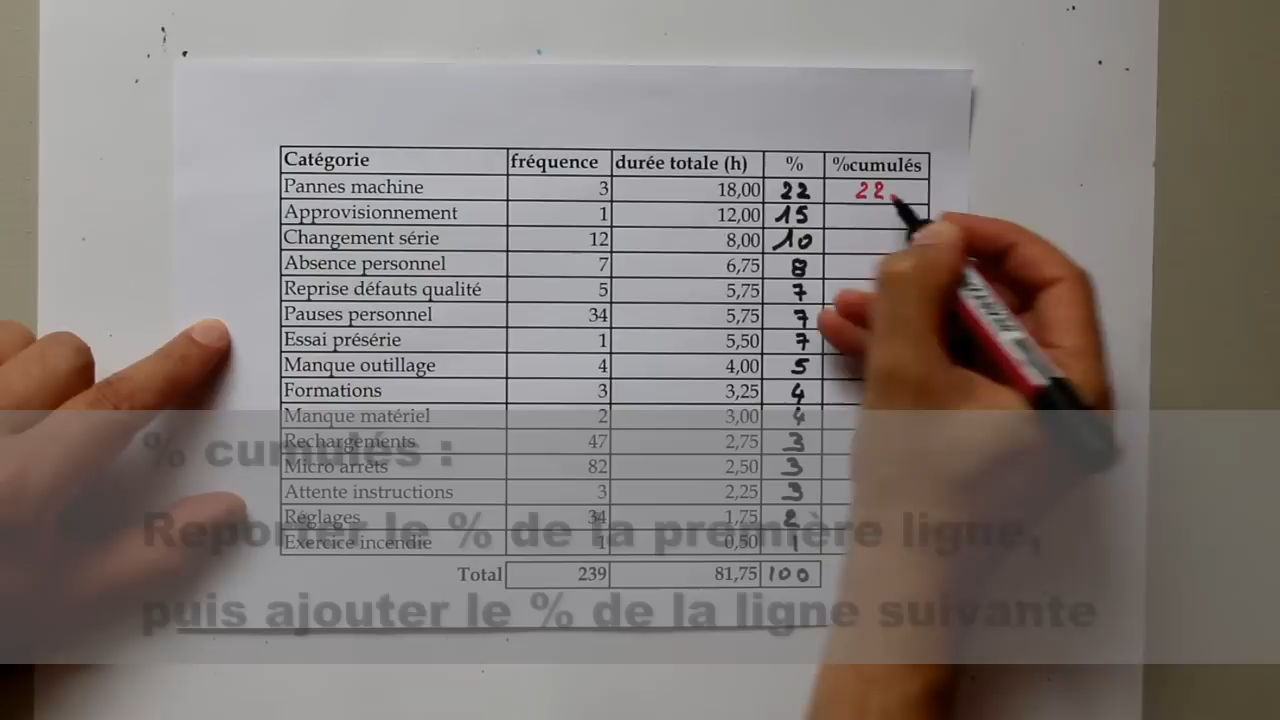 Catégorie fréquence durée totale (h) % %cumulés
Pannes machine 3 18,00 22 22
Approvisionnement 1 12,00 15
Changement série 12 8,00 10
Absence personnel 7 6,75 8
Reprise défauts qualité 5 5,75 7
Pauses personnel 34 5,75 7
Essai présérie 1 5,50 7
Manque outillage 4 4,00 5
Formations 3 3,25 4
Manque matériel 2 3,00 4
Rechargements 47 2,75 3
Micro arrêts 82 2,50 3
Attente instructions 3 2,25 3
Réglages 34 1,75 2
Exercice incendie 1 0,50 1
Total 239 81,75 100
% cumulés :
Reporter le % de la première ligne,
puis ajouter le % de la ligne suivante